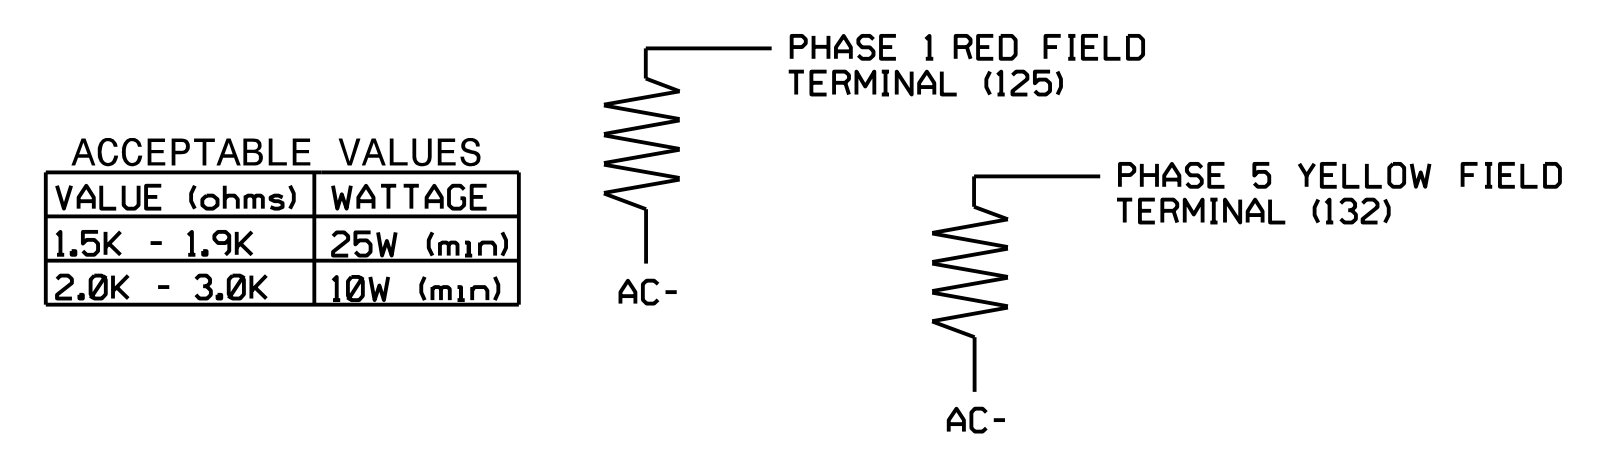 ACCEPTABLE VALUES
VALUE (ohms) WATTAGE
1.5K - 1.9K 25W (min)
2.0K - 3.0K 10W (min)
PHASE 1 RED FIELD
TERMINAL (125)
AC-
PHASE 5 YELLOW FIELD
TERMINAL (132)
AC-